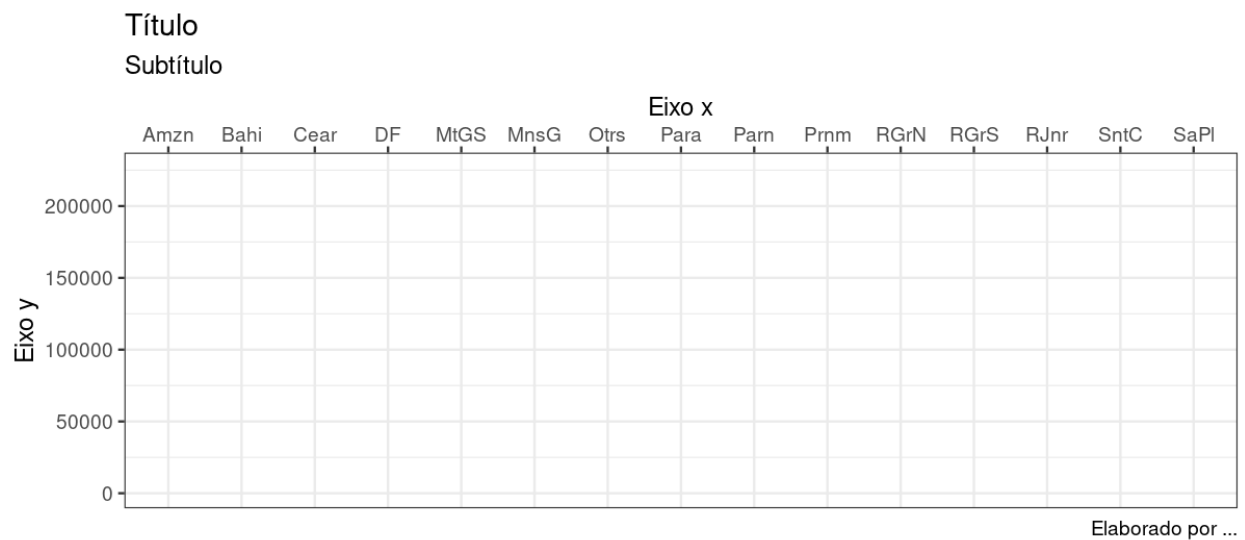 Título
Subtítulo
Eixo x
Amzn Bahi Cear DF MtGS MnsG Otrs Para Parn Prnm RGrN RGrS RJnr SntC SaPl
200000
150000
100000
50000
0
Eixo y
Elaborado por ...